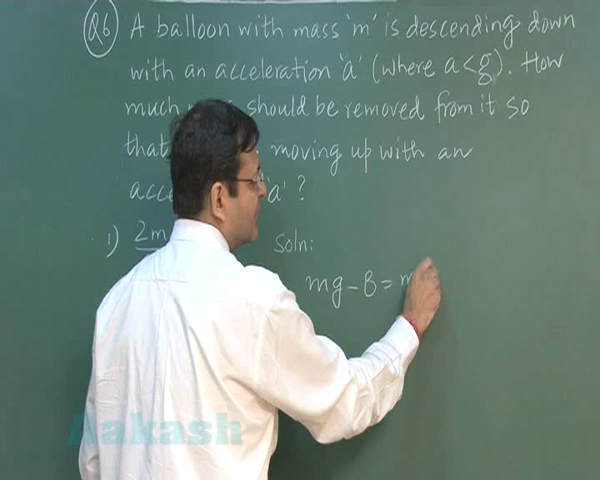 Q6 A balloon with mass 'm' is descending down
with an acceleration 'a' (where a<g). How
much should be removed from it so
that moving up with an
'a' ?
1) 2m
Soln:
mg - B = m
Aakash